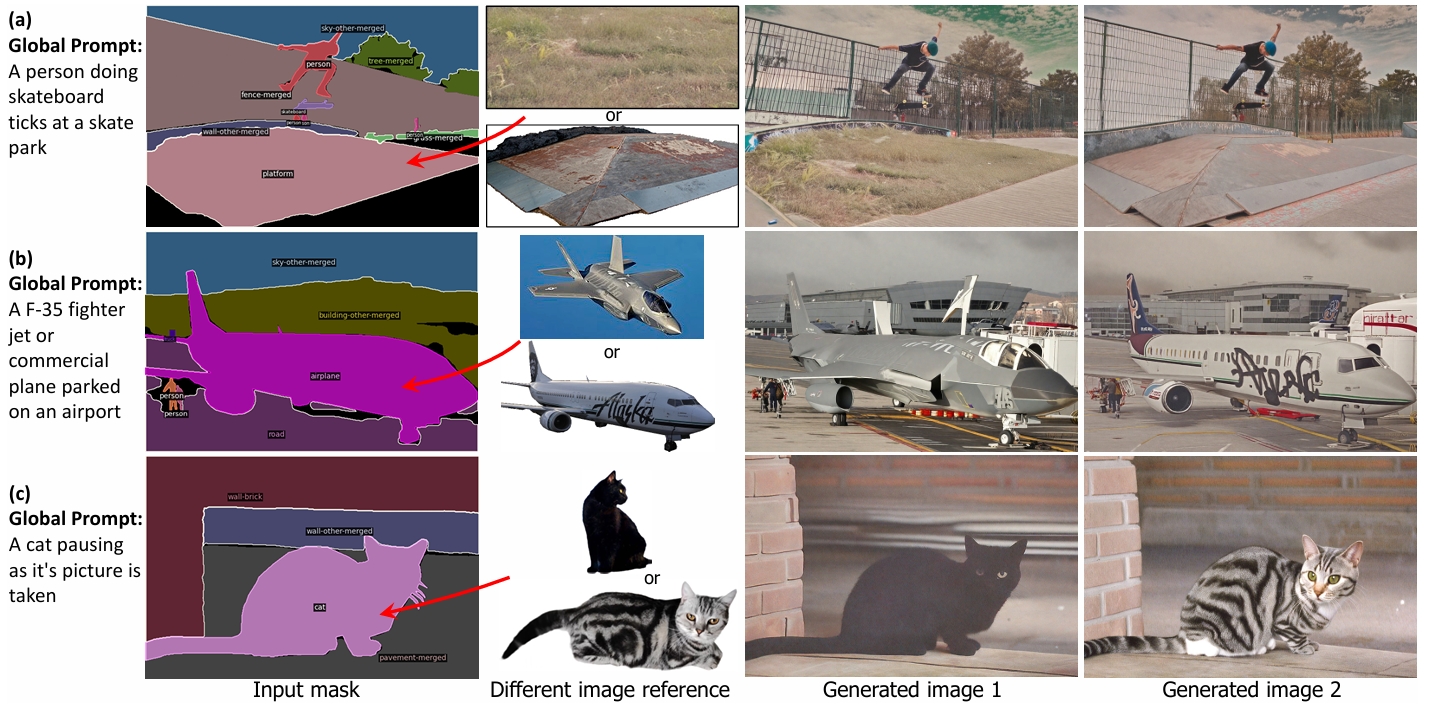 (a)
Global Prompt:
A person doing
skateboard
ticks at a skate
park
sky-other-merged
person
tree-merged
fence-merged
skateboard
person
wall-other-merged
person
grass-merged
platform
or
(b)
Global Prompt:
A F-35 fighter
jet or
commercial
plane parked
on an airport
sky-other-merged
building-other-merged
airplane
person
person
road
or
Alaska
(c)
Global Prompt:
A cat pausing
as it's picture is
taken
wall-brick
wall-other-merged
cat
pavement-merged
or
Input mask
Different image reference
Generated image 1
Generated image 2